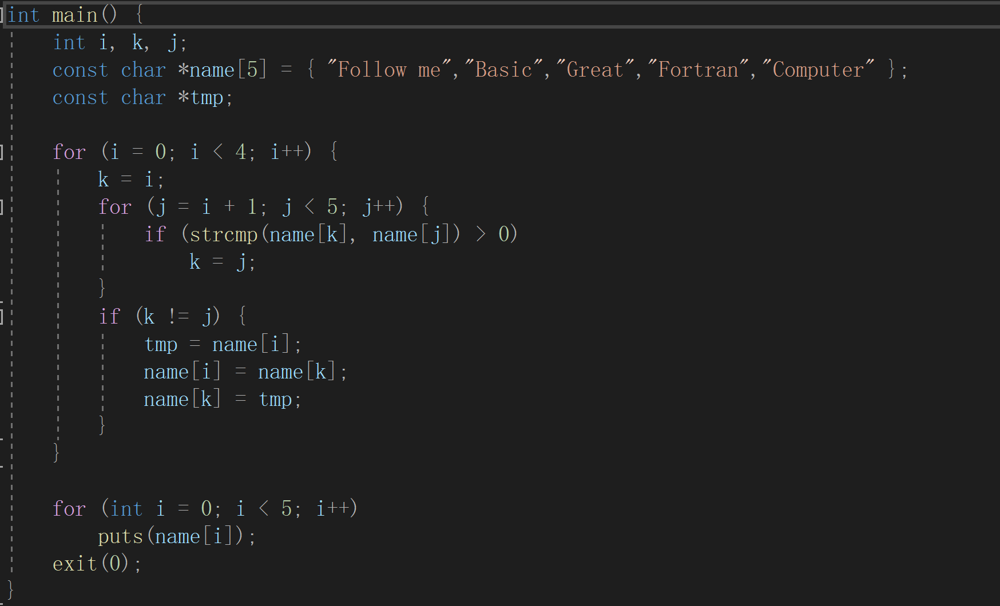 int main() {
    int i, k, j;
    const char *name[5] = { "Follow me","Basic","Great","Fortran","Computer" };
    const char *tmp;

    for (i = 0; i < 4; i++) {
        k = i;
        for (j = i + 1; j < 5; j++) {
            if (strcmp(name[k], name[j]) > 0)
                k = j;
        }
        if (k != j) {
            tmp = name[i];
            name[i] = name[k];
            name[k] = tmp;
        }
    }

    for (int i = 0; i < 5; i++)
        puts(name[i]);
    exit(0);
}